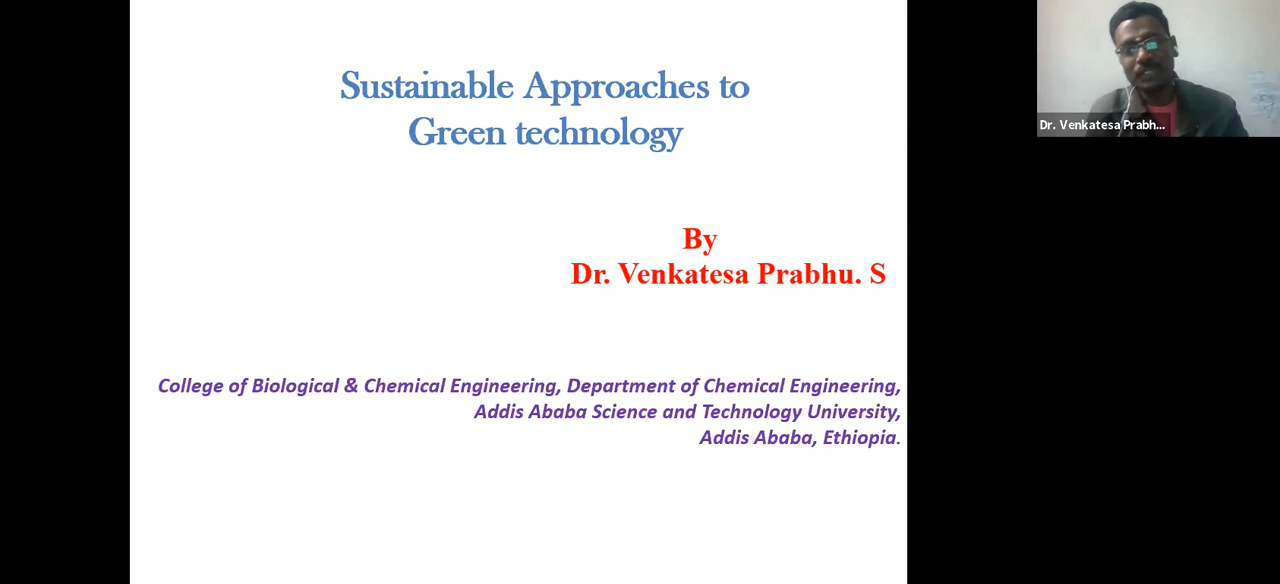 Sustainable Approaches to
Green technology
By
Dr. Venkatesa Prabhu. S
College of Biological & Chemical Engineering, Department of Chemical Engineering,
Addis Ababa Science and Technology University,
Addis Ababa, Ethiopia.
Dr. Venkatesa Prabh...